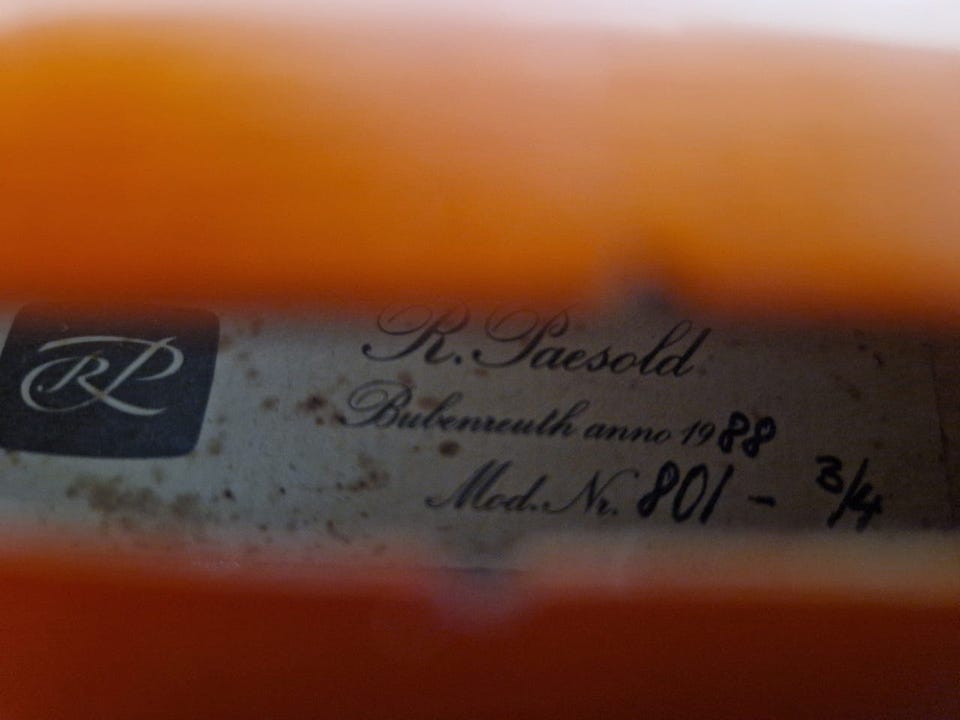 RP
R. Paesold
Bubenreuth anno 1988
Mod. Nr. 801 - 3/4